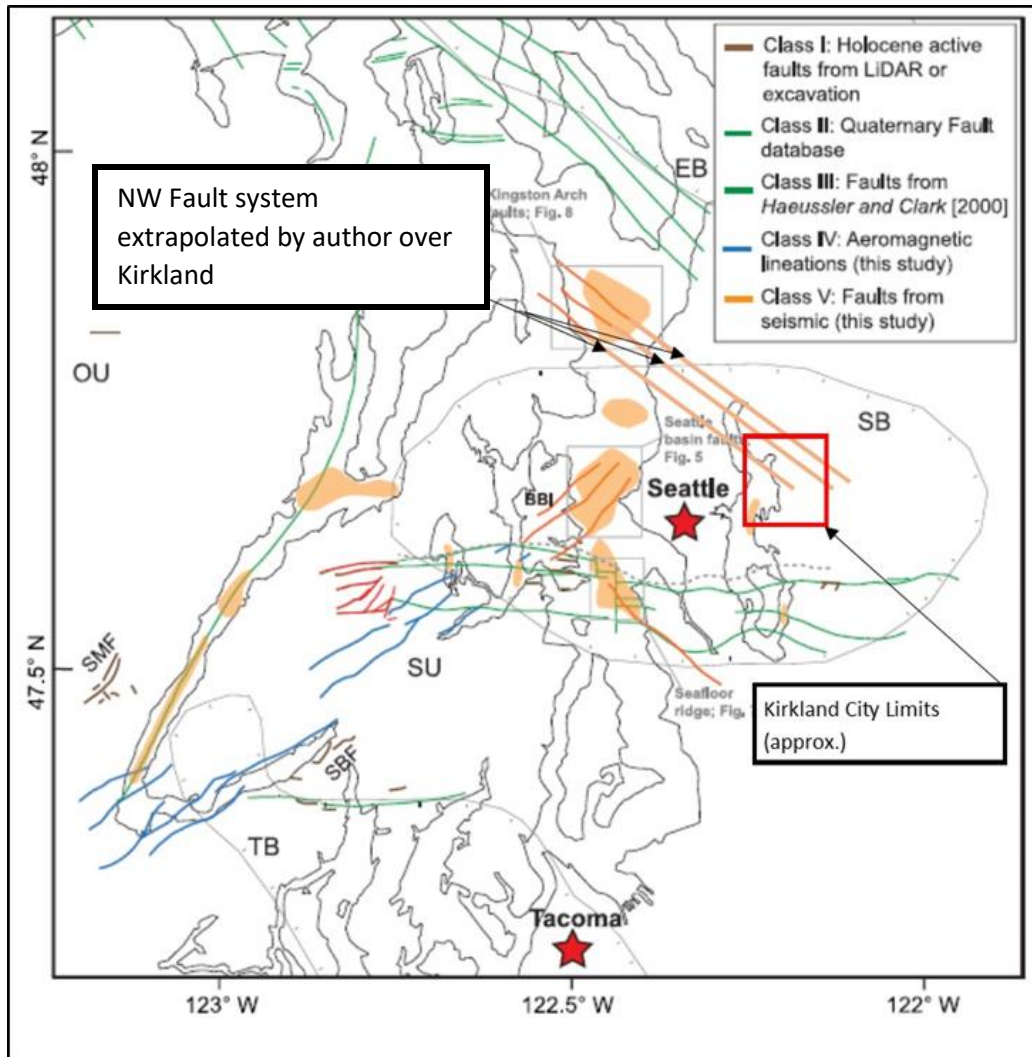 Class I: Holocene active
faults from LiDAR or
excavation
Class II: Quaternary Fault
database
Class III: Faults from
Haeussler and Clark [2000]
Class IV: Aeromagnetic
lineations (this study)
Class V: Faults from
seismic (this study)
48° N
EB
NW Fault system
extrapolated by author over
Kirkland
Kingston Arch
faults; Fig. 8
OU
SB
Seattle
basin fault
Fig. 5
BBI
Seattle
47.5° N
SMF
SU
Seafloor
ridge; Fig.
Kirkland City Limits
(approx.)
SBF
TB
Tacoma
123° W
122.5° W
122° W